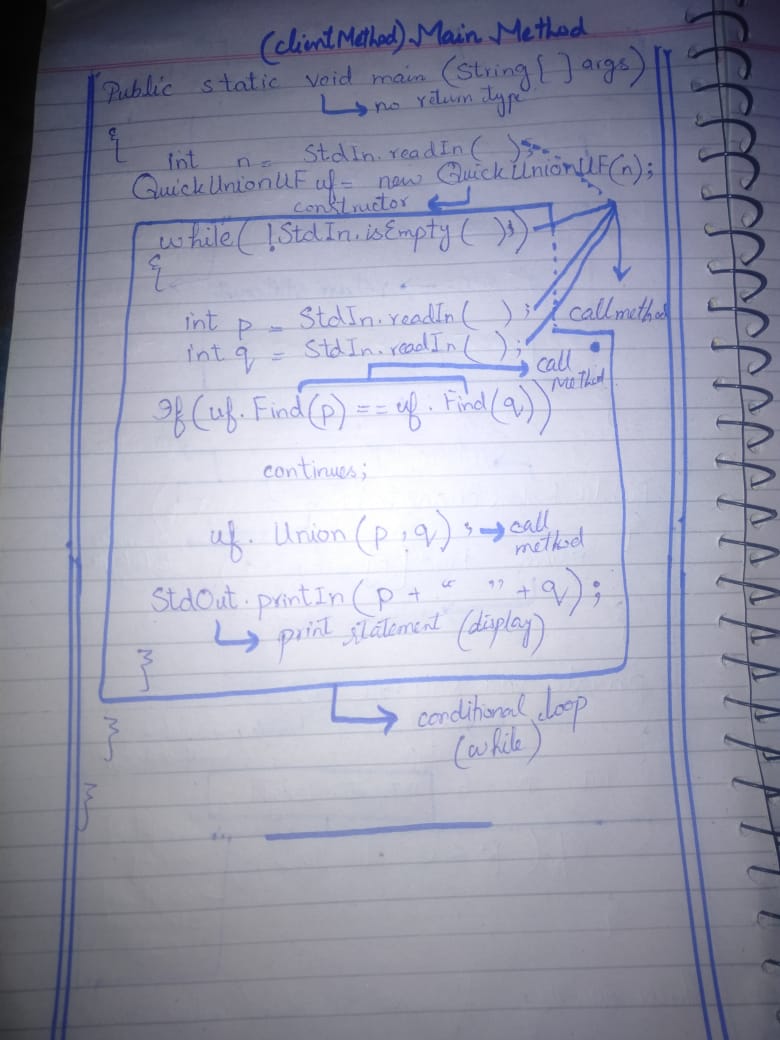 (client Method) Main Method
Public static void main (String [ ] args)
no return type
{
int n = StdIn.readIn( );
QuickUnionUF uf = new QuickUnionUF(n);
constructor
while( !StdIn.isEmpty( );)
{
int p = StdIn.readIn( );
call method
int q = StdIn.readIn( );
call Method
If (uf. Find(p) == uf. Find(q))
continues;
uf. Union (p, q); call method
StdOut.printIn(p + " " + q);
print statement (display)
}
conditional loop
(while)
}
}